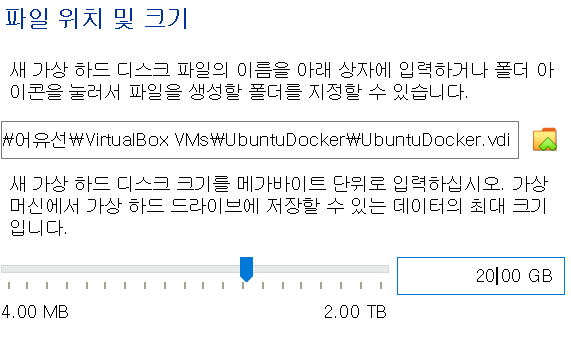 파일 위치 및 크기
새 가상 하드 디스크 파일의 이름을 아래 상자에 입력하거나 폴더 아
이콘을 눌러서 파일을 생성할 폴더를 지정할 수 있습니다.
₩어유선₩VirtualBox VMs₩UbuntuDocker₩UbuntuDocker.vdi
새 가상 하드 디스크 크기를 메가바이트 단위로 입력하십시오. 가상
머신에서 가상 하드 드라이브에 저장할 수 있는 데이터의 최대 크기
입니다.
20.00 GB
4.00 MB 2.00 TB